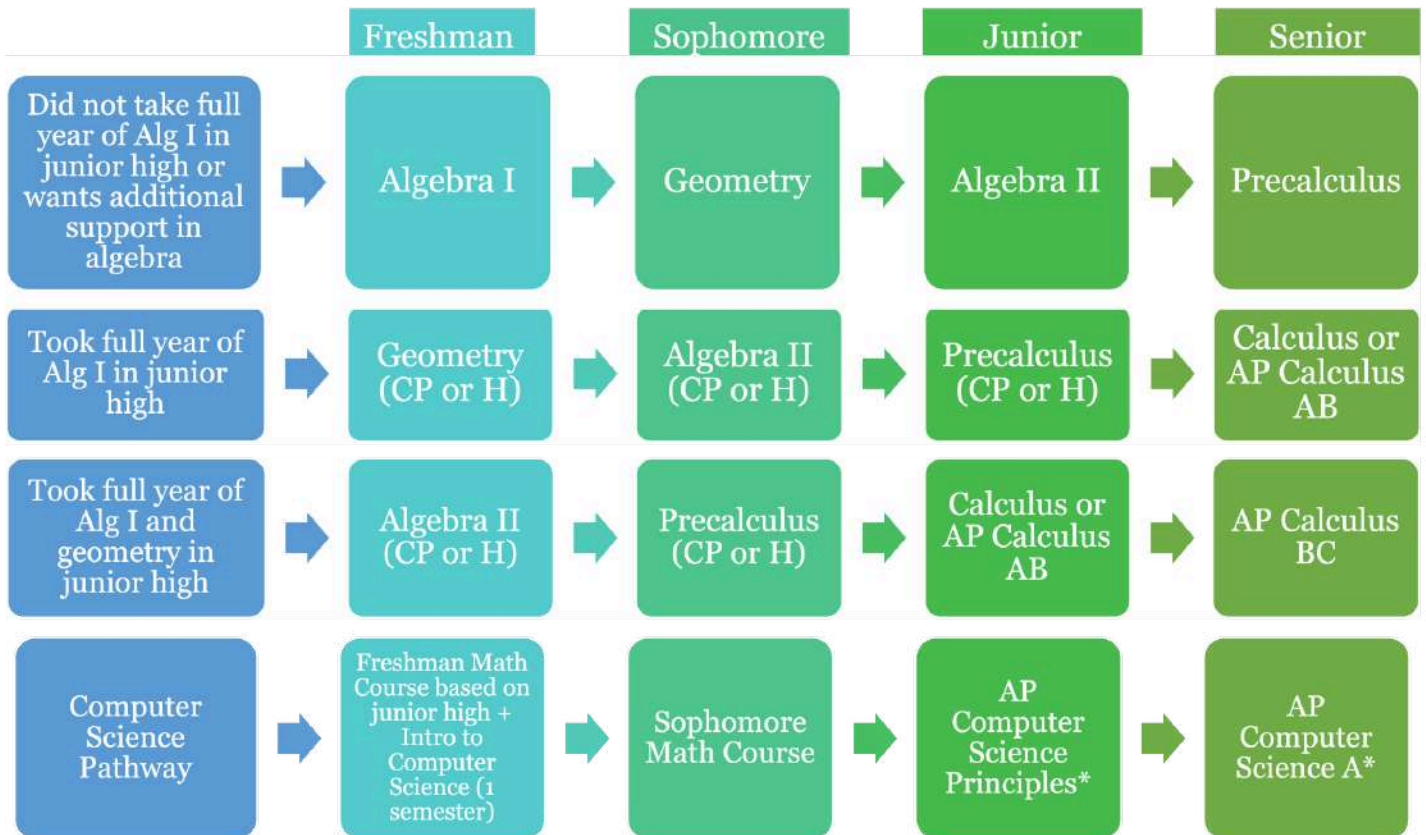 Freshman
Sophomore
Junior
Senior
Did not take full
year of Alg I in
junior high or
wants additional
support in
algebra
Algebra I
Geometry
Algebra II
Precalculus
Took full year of
Alg I in junior
high
Geometry
(CP or H)
Algebra II
(CP or H)
Precalculus
(CP or H)
Calculus or
AP Calculus
AB
Took full year of
Alg I and
geometry in
junior high
Algebra II
(CP or H)
Precalculus
(CP or H)
Calculus or
AP Calculus
AB
AP Calculus
BC
Computer
Science
Pathway
Freshman Math
Course based on
junior high +
Intro to
Computer
Science (1
semester)
Sophomore
Math Course
AP
Computer
Science
Principles*
AP
Computer
Science A*